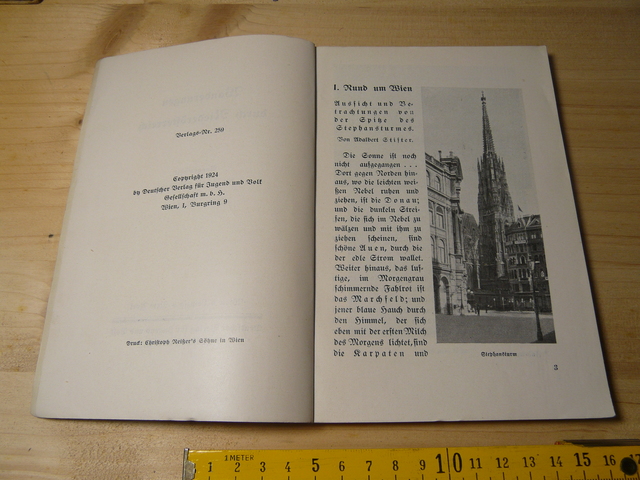 Verlags-Nr. 259
Copyright 1924
by Deutscher Verlag für Jugend und Volk
Gesellschaft m. b. H.
Wien, I, Burgring 9
Druck: Christoph Reißer's Söhne in Wien
I. Rund um Wien
Aussicht und Be-
trachtungen von
der Spitze des
Stephansturmes.
Von Adalbert Stifter.
Die Sonne ist noch
nicht aufgegangen . . .
Dort gegen Norden hin-
aus, wo die leichten wei-
ßen Nebel ruhen und
ziehen, ist die Donau;
und die dunkeln Strei-
fen, die sich im Nebel zu
wälzen und mit ihm zu
ziehen scheinen, sind
schöne Auen, durch die
der edle Strom wallet.
Weiter hinaus, das luf-
tige, im Morgengrau
schimmernde Fahlrot ist
das Marchfeld; und
jener blaue Hauch durch
den Himmel, der sich
eben mit der ersten Milch
des Morgens lichtet, sind
die Karpaten und
Stephansturm
3
1 METER
1 2 3 4 5 6 7 8 9 10 11 12 13 14 15 16